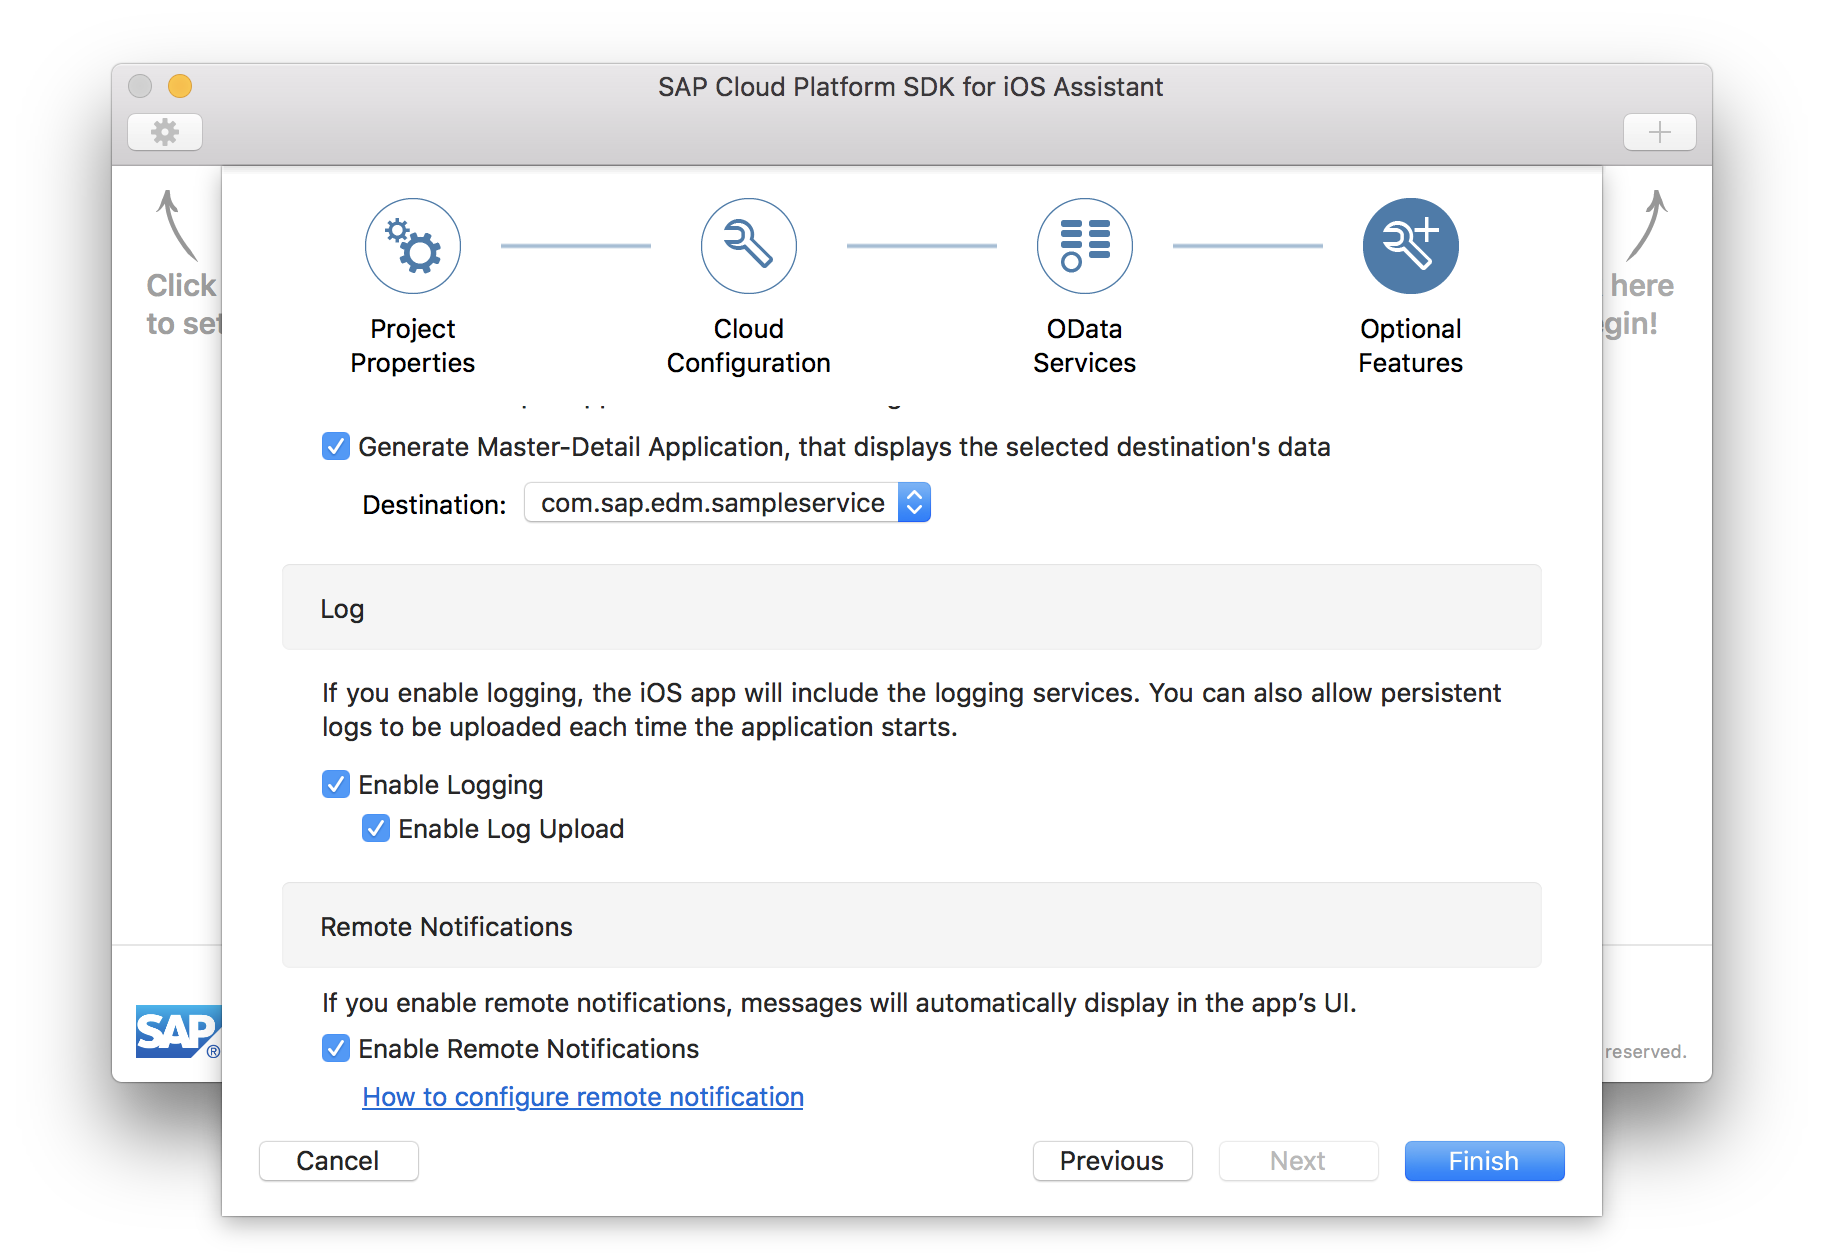 SAP Cloud Platform SDK for iOS Assistant
Click
to set
here
gin!
Project
Properties
Cloud
Configuration
OData
Services
Optional
Features
Generate Master-Detail Application, that displays the selected destination's data
Destination: com.sap.edm.sampleservice
Log
If you enable logging, the iOS app will include the logging services. You can also allow persistent
logs to be uploaded each time the application starts.
Enable Logging
Enable Log Upload
Remote Notifications
If you enable remote notifications, messages will automatically display in the app’s UI.
Enable Remote Notifications
How to configure remote notification
SAP®
reserved.
Cancel
Previous
Next
Finish